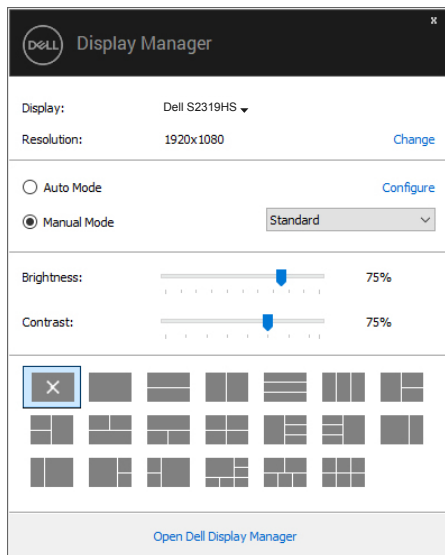 x
DELL Display Manager
Display: Dell S2319HS
Resolution: 1920x1080 Change
Auto Mode Configure
Manual Mode Standard
Brightness: 75%
Contrast: 75%
Open Dell Display Manager